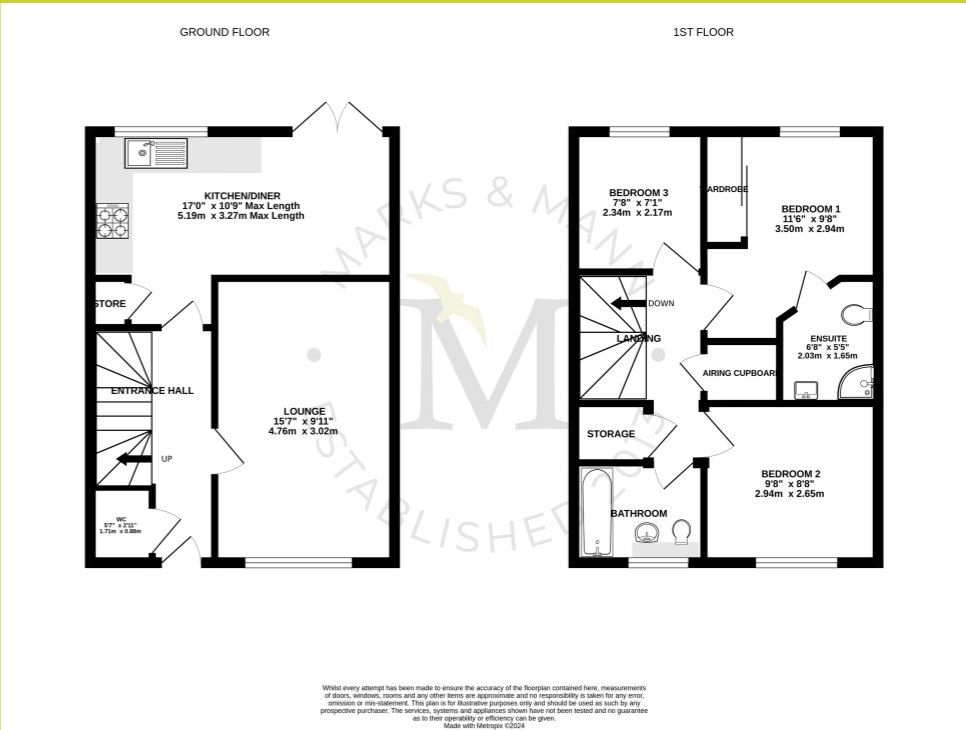 GROUND FLOOR
1ST FLOOR
KITCHEN/DINER
17'0" x 10'9" Max Length
5.19m x 3.27m Max Length
STORE
ENTRANCE HALL
UP
LOUNGE
15'7" x 9'11"
4.76m x 3.02m
WC
5'7" x 2'11"
1.71m x 0.88m
BEDROOM 3
7'8" x 7'1"
2.34m x 2.17m
WARDROBE
BEDROOM 1
11'6" x 9'8"
3.50m x 2.94m
DOWN
LANDING
ENSUITE
6'8" x 5'5"
2.03m x 1.65m
AIRING CUPBOARD
STORAGE
BEDROOM 2
9'8" x 8'8"
2.94m x 2.65m
BATHROOM
MARKS & MANN
M
ESTABLISHED 2013
Whilst every attempt has been made to ensure the accuracy of the floorplan contained here, measurements
of doors, windows, rooms and any other items are approximate and no responsibility is taken for any error,
omission or mis-statement. This plan is for illustrative purposes only and should be used as such by any
prospective purchaser. The services, systems and appliances shown have not been tested and no guarantee
as to their operability or efficiency can be given.
Made with Metropix ©2024